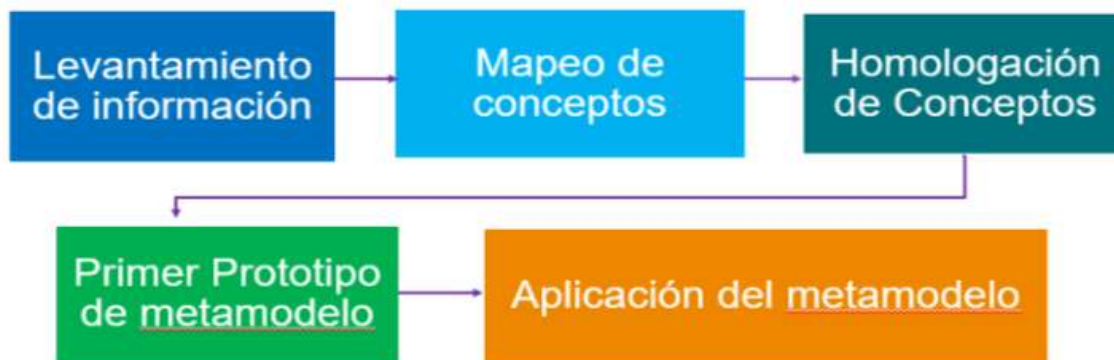 Levantamiento
de información
Mapeo de
conceptos
Homologación
de Conceptos
Primer Prototipo
de metamodelo
Aplicación del metamodelo